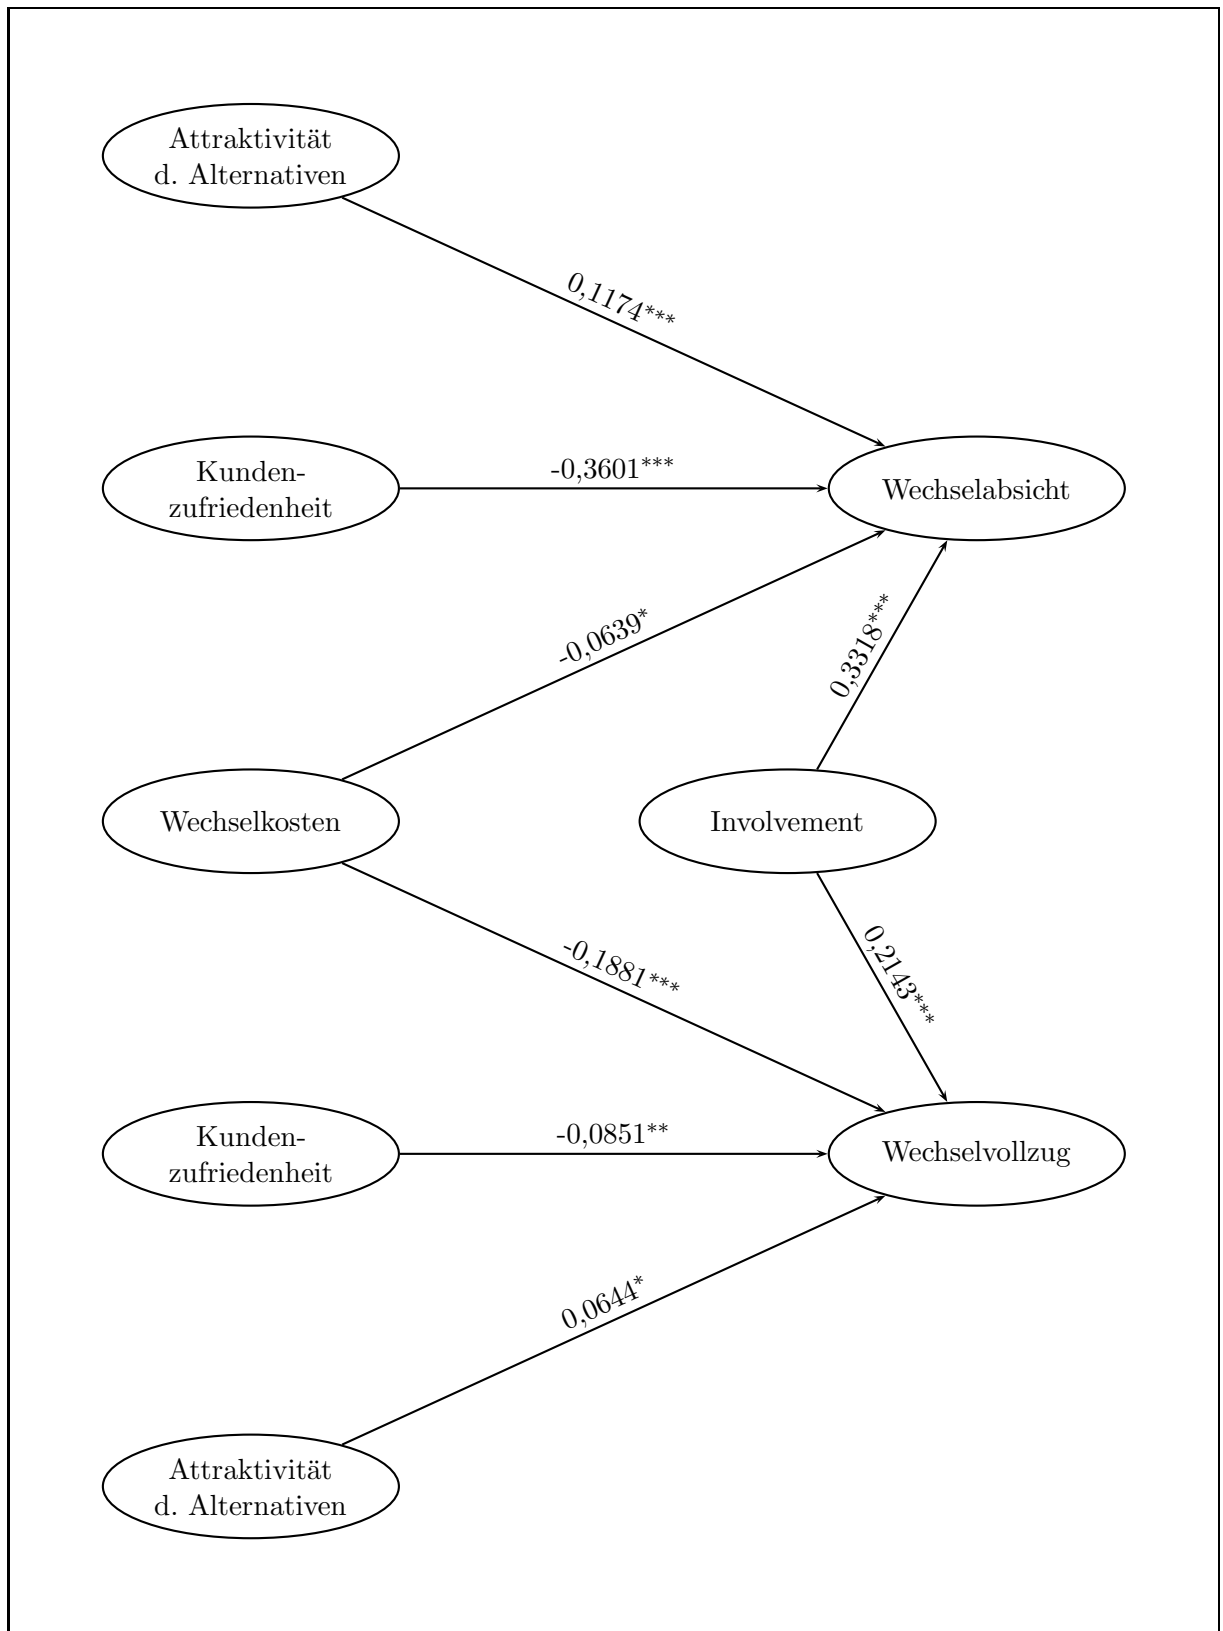 Attraktivität
d. Alternativen
0,1174***
Kunden-
zufriedenheit
-0,3601***
Wechselabsicht
-0,0639*
0,3318***
Wechselkosten
Involvement
-0,1881***
0,2143***
Kunden-
zufriedenheit
-0,0851**
Wechselvollzug
0,0644*
Attraktivität
d. Alternativen